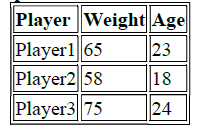 Player Weight Age
Player1 65 23
Player2 58 18
Player3 75 24